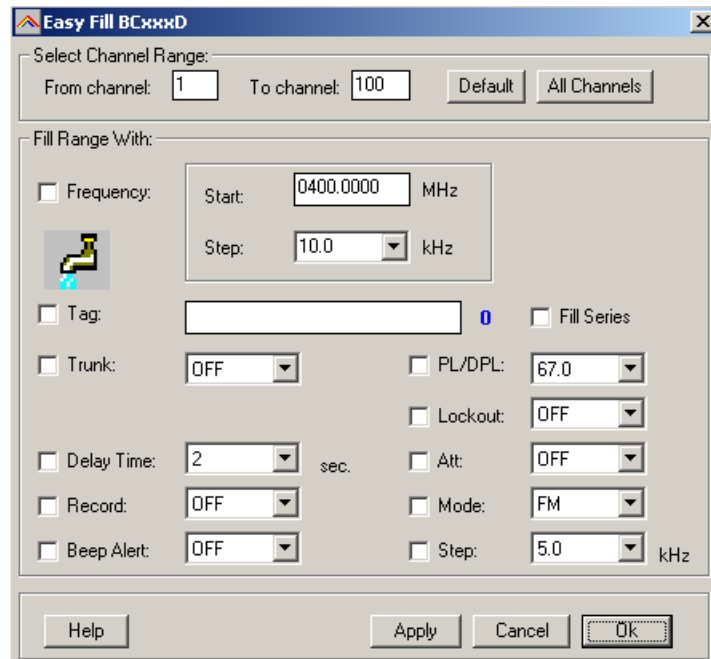 Easy Fill BCxxxD
Select Channel Range:
From channel: 1 To channel: 100 Default All Channels
Fill Range With:
Frequency: Start: 0400.0000 MHz
Step: 10.0 kHz
Tag: 0 Fill Series
Trunk: OFF PL/DPL: 67.0
Lockout: OFF
Delay Time: 2 sec. Att: OFF
Record: OFF Mode: FM
Beep Alert: OFF Step: 5.0 kHz
Help Apply Cancel Ok